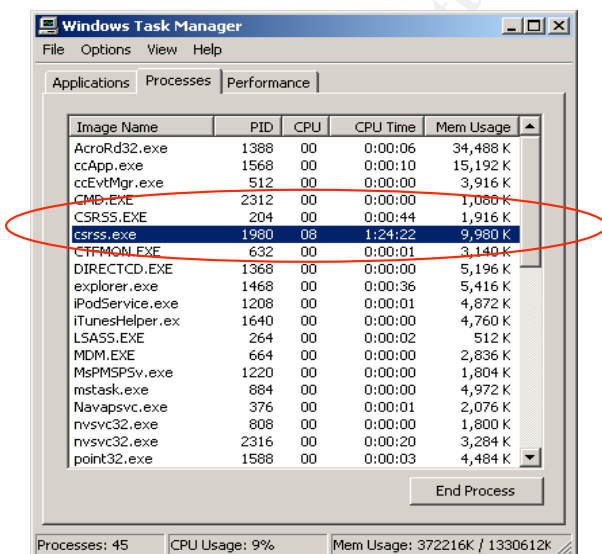 Windows Task Manager
File Options View Help
Applications Processes Performance
Image Name PID CPU CPU Time Mem Usage
AcroRd32.exe 1388 00 0:00:06 34,488 K
ccApp.exe 1568 00 0:00:10 15,192 K
ccEvtMgr.exe 512 00 0:00:00 3,916 K
CMD.EXE 2312 00 0:00:00 1,080 K
CSRSS.EXE 204 00 0:00:44 1,916 K
csrss.exe 1980 08 1:24:22 9,980 K
CTFMON.EXE 632 00 0:00:01 3,140 K
DIRECTCD.EXE 1368 00 0:00:00 5,196 K
explorer.exe 1468 00 0:00:36 5,416 K
iPodService.exe 1208 00 0:00:01 4,872 K
iTunesHelper.ex 1640 00 0:00:00 4,760 K
LSASS.EXE 264 00 0:00:02 512 K
MDM.EXE 664 00 0:00:00 2,836 K
MsPMSPSv.exe 1220 00 0:00:00 1,804 K
mstask.exe 884 00 0:00:00 4,972 K
Navapsvc.exe 376 00 0:00:01 2,076 K
nvsvc32.exe 808 00 0:00:00 1,800 K
nvsvc32.exe 2316 00 0:00:20 3,284 K
point32.exe 1588 00 0:00:03 4,484 K
End Process
Processes: 45 CPU Usage: 9% Mem Usage: 372216K / 1330612K